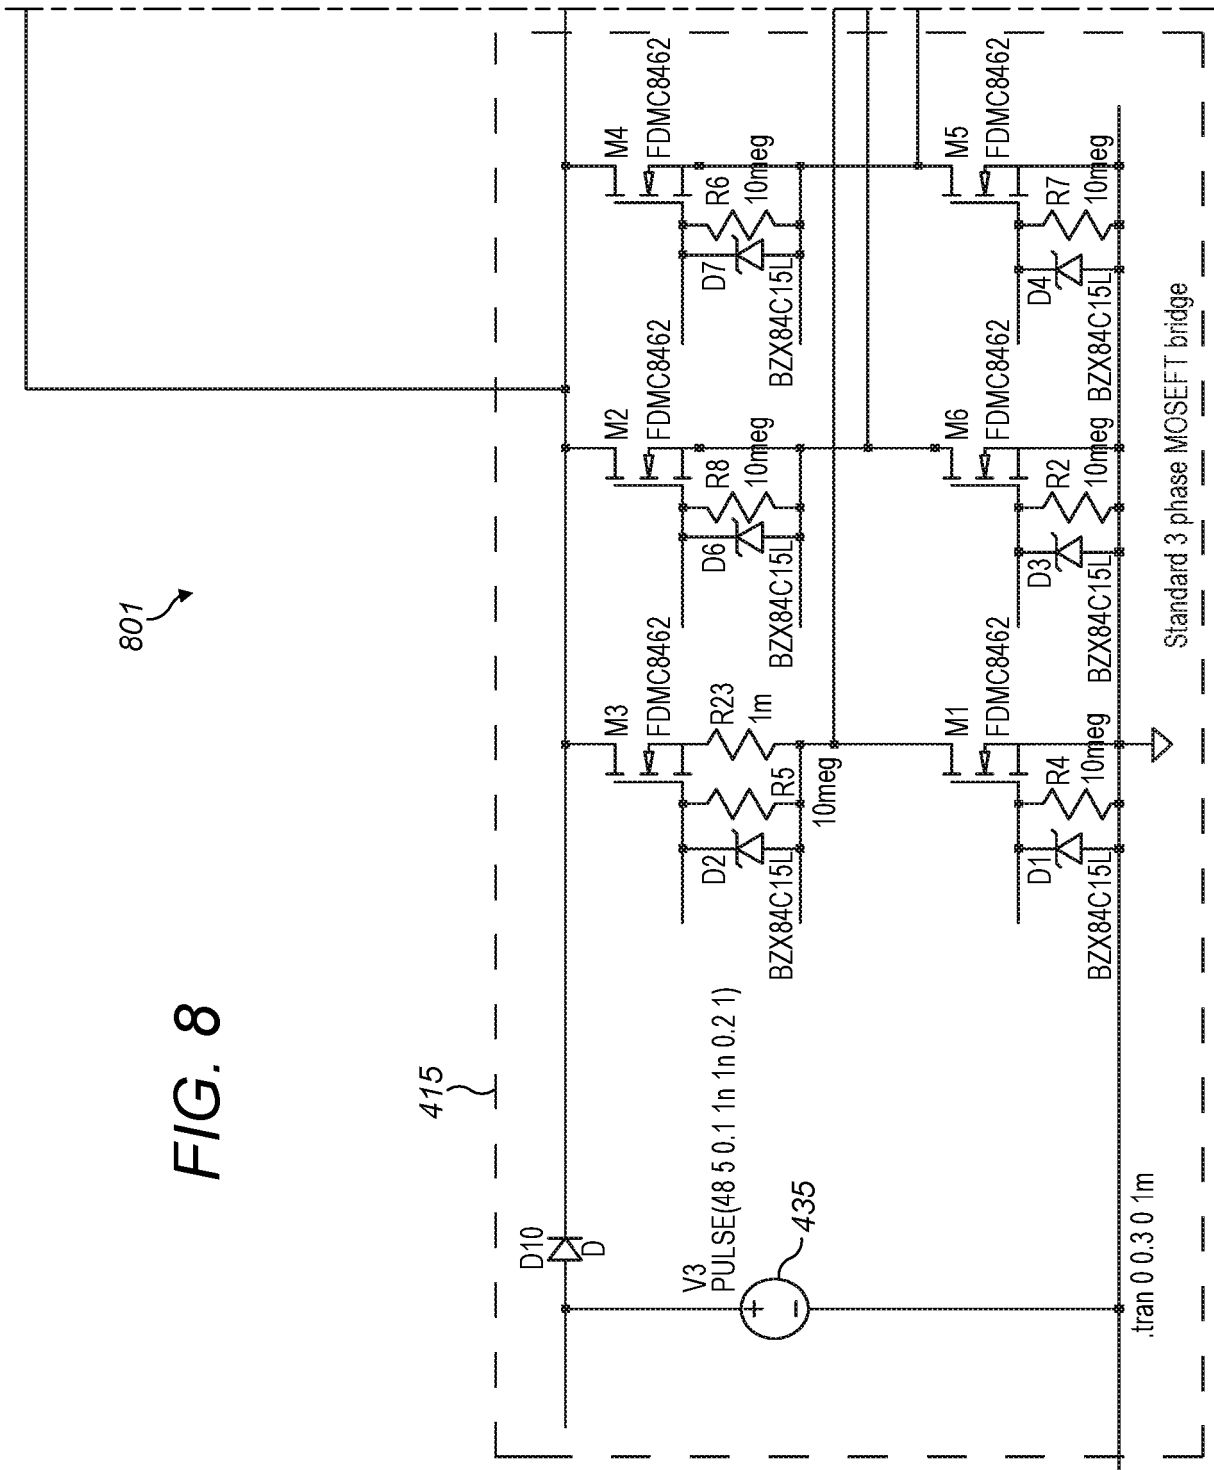 FIG. 8
801
415
D10
D
V3
PULSE(48 5 0.1 1n 1n 0.2 1)
435
.tran 0 0.3 0 1m
M3
FDMC8462
R23
1m
D2
R5
10meg
BZX84C15L
M2
FDMC8462
D6
R8
10meg
BZX84C15L
M4
FDMC8462
D7
R6
10meg
BZX84C15L
M1
FDMC8462
D1
R4
10meg
BZX84C15L
M6
FDMC8462
D3
R2
10meg
BZX84C15L
M5
FDMC8462
D4
R7
10meg
BZX84C15L
Standard 3 phase MOSEFT bridge